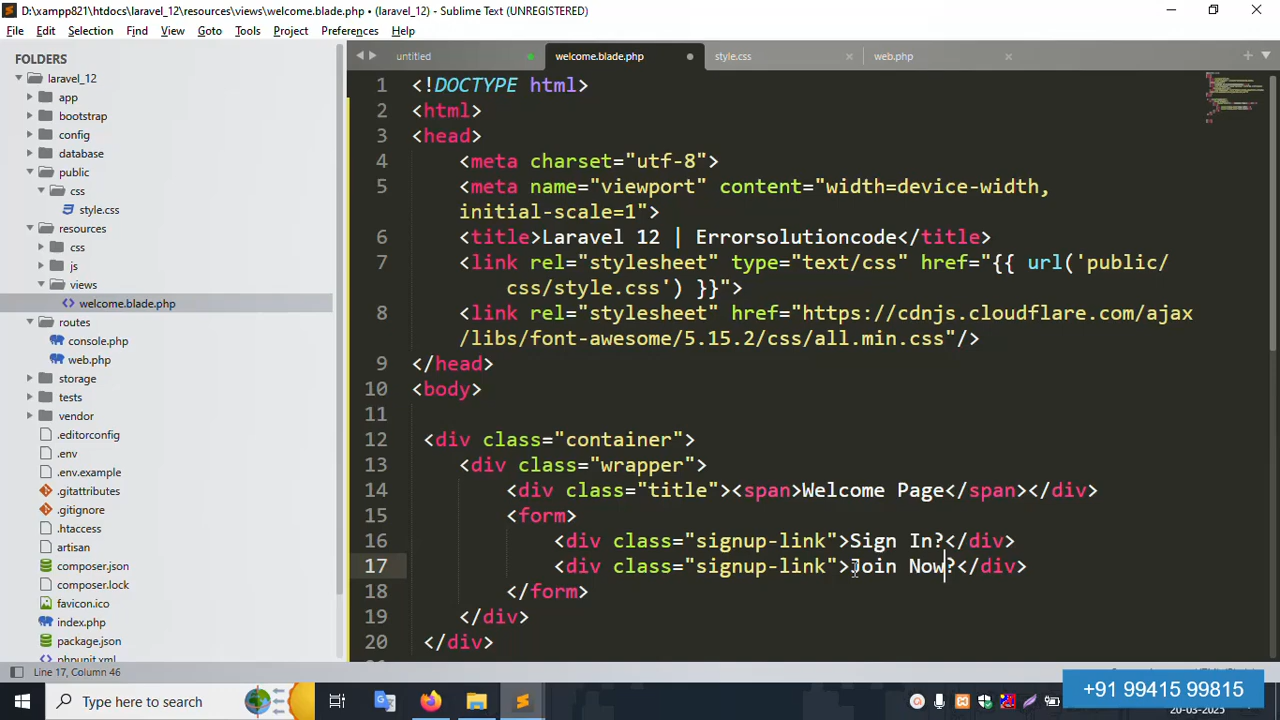 D:\xampp821\htdocs\laravel_12\resources\views\welcome.blade.php • (laravel_12) - Sublime Text (UNREGISTERED)
File Edit Selection Find View Goto Tools Project Preferences Help
FOLDERS
laravel_12
app
bootstrap
config
database
public
css
style.css
resources
css
js
views
welcome.blade.php
routes
console.php
web.php
storage
tests
vendor
.editorconfig
.env
.env.example
.gitattributes
.gitignore
.htaccess
artisan
composer.json
composer.lock
favicon.ico
index.php
package.json
phpunit.xml
untitled welcome.blade.php style.css web.php
1 <!DOCTYPE html>
2 <html>
3 <head>
4 <meta charset="utf-8">
5 <meta name="viewport" content="width=device-width,
initial-scale=1">
6 <title>Laravel 12 | Errorsolutioncode</title>
7 <link rel="stylesheet" type="text/css" href="{{ url('public/
css/style.css') }}">
8 <link rel="stylesheet" href="https://cdnjs.cloudflare.com/ajax
/libs/font-awesome/5.15.2/css/all.min.css"/>
9 </head>
10 <body>
11
12 <div class="container">
13 <div class="wrapper">
14 <div class="title"><span>Welcome Page</span></div>
15 <form>
16 <div class="signup-link">Sign In?</div>
17 <div class="signup-link">Join Now?</div>
18 </form>
19 </div>
20 </div>
Line 17, Column 46
Type here to search
+91 99415 99815
20-03-2025